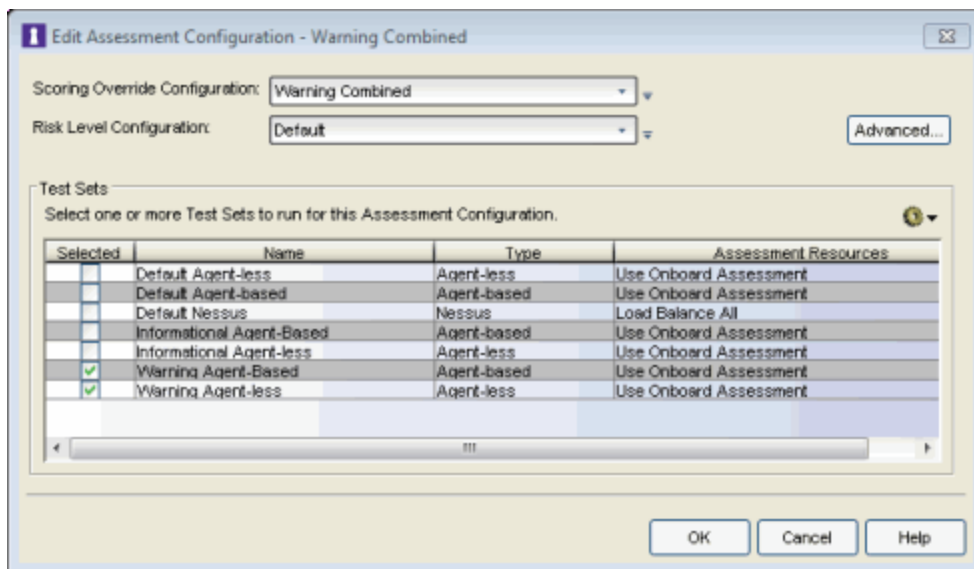 Edit Assessment Configuration - Warning Combined
Scoring Override Configuration: Warning Combined
Risk Level Configuration: Default Advanced...
Test Sets
Select one or more Test Sets to run for this Assessment Configuration.
Selected Name Type Assessment Resources
Default Agent-less Agent-less Use Onboard Assessment
Default Agent-based Agent-based Use Onboard Assessment
Default Nessus Nessus Load Balance All
Informational Agent-Based Agent-based Use Onboard Assessment
Informational Agent-less Agent-less Use Onboard Assessment
Warning Agent-Based Agent-based Use Onboard Assessment
Warning Agent-less Agent-less Use Onboard Assessment
OK Cancel Help